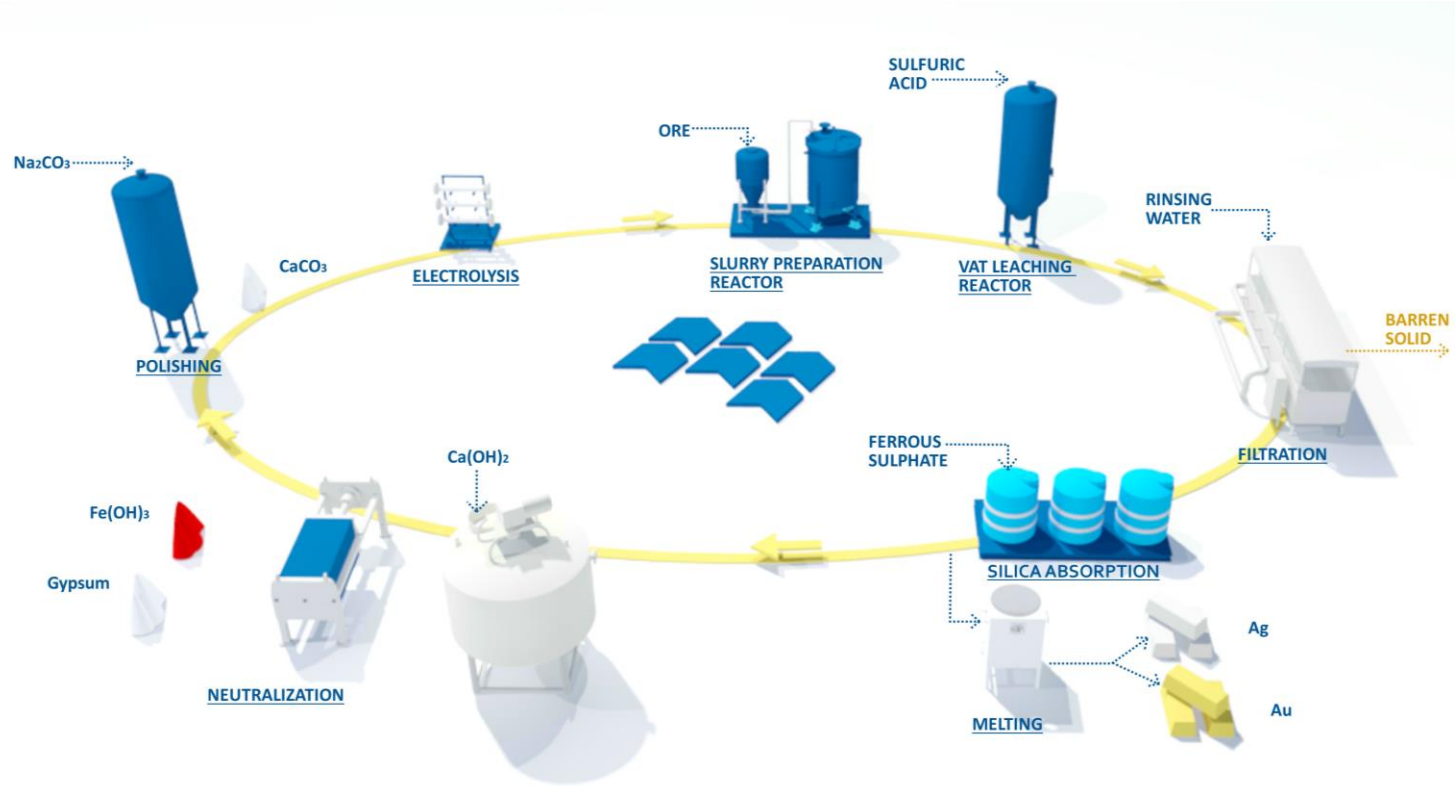 SULFURIC
ACID
ORE
Na₂CO₃
RINSING
WATER
CaCO₃
ELECTROLYSIS
SLURRY PREPARATION
REACTOR
VAT LEACHING
REACTOR
BARREN
SOLID
POLISHING
FERROUS
SULPHATE
FILTRATION
Ca(OH)₂
Fe(OH)₃
Gypsum
SILICA ABSORPTION
Ag
NEUTRALIZATION
Au
MELTING